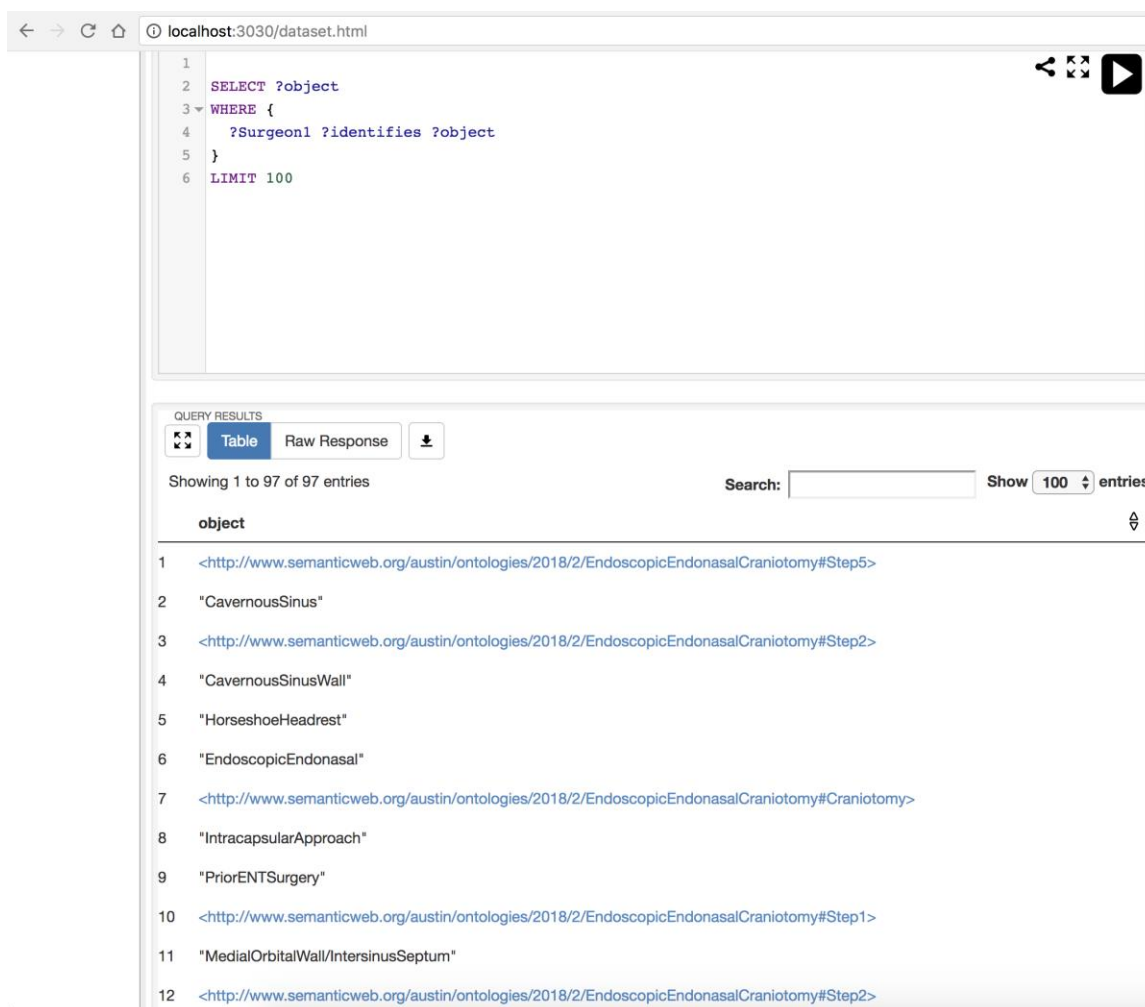 localhost:3030/dataset.html
1
2 SELECT ?object
3 WHERE {
4 ?Surgeon1 ?identifies ?object
5 }
6 LIMIT 100
QUERY RESULTS
Table Raw Response
Showing 1 to 97 of 97 entries Search: Show 100 entries
object
1 <http://www.semanticweb.org/austin/ontologies/2018/2/EndoscopicEndonasalCraniotomy#Step5>
2 "CavernousSinus"
3 <http://www.semanticweb.org/austin/ontologies/2018/2/EndoscopicEndonasalCraniotomy#Step2>
4 "CavernousSinusWall"
5 "HorseshoeHeadrest"
6 "EndoscopicEndonasal"
7 <http://www.semanticweb.org/austin/ontologies/2018/2/EndoscopicEndonasalCraniotomy#Craniotomy>
8 "IntracapsularApproach"
9 "PriorENTSurgery"
10 <http://www.semanticweb.org/austin/ontologies/2018/2/EndoscopicEndonasalCraniotomy#Step1>
11 "MedialOrbitalWall/IntersinusSeptum"
12 <http://www.semanticweb.org/austin/ontologies/2018/2/EndoscopicEndonasalCraniotomy#Step2>